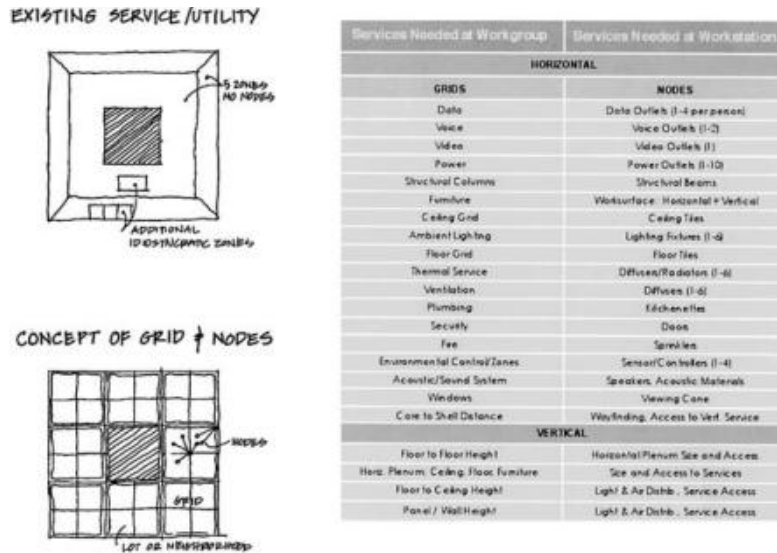 EXISTING SERVICE/UTILITY
5 ZONES
NO NODES
ADDITIONAL
IDIOSYNCRATIC ZONES
CONCEPT OF GRID & NODES
NODES
GRID
LOT OR NEIGHBORHOOD
Services Needed at Workgroup Services Needed at Workstation
HORIZONTAL
GRIDS NODES
Data Data Outlets (1-4 per person)
Voice Voice Outlets (1-2)
Video Video Outlets (1)
Power Power Outlets (1-10)
Structural Columns Structural Beams
Furniture Worksurface: Horizontal + Vertical
Ceiling Grid Ceiling Tiles
Ambient Lighting Lighting Fixtures (1-6)
Floor Grid Floor Tiles
Thermal Service Diffusers/Radiators (1-6)
Ventilation Diffusers (1-6)
Plumbing Kitchenettes
Security Doors
Fire Sprinklers
Environmental Control/Zones Sensor/Controllers (1-4)
Acoustic/Sound System Speakers, Acoustic Materials
Windows Viewing Cone
Core to Shell Distance Wayfinding, Access to Vert. Service
VERTICAL
Floor to Floor Height Horizontal Plenum Size and Access
Horiz. Plenum, Ceiling, Floor, Furniture Size and Access to Services
Floor to Ceiling Height Light & Air Distrib., Service Access
Panel / Wall Height Light & Air Distrib., Service Access